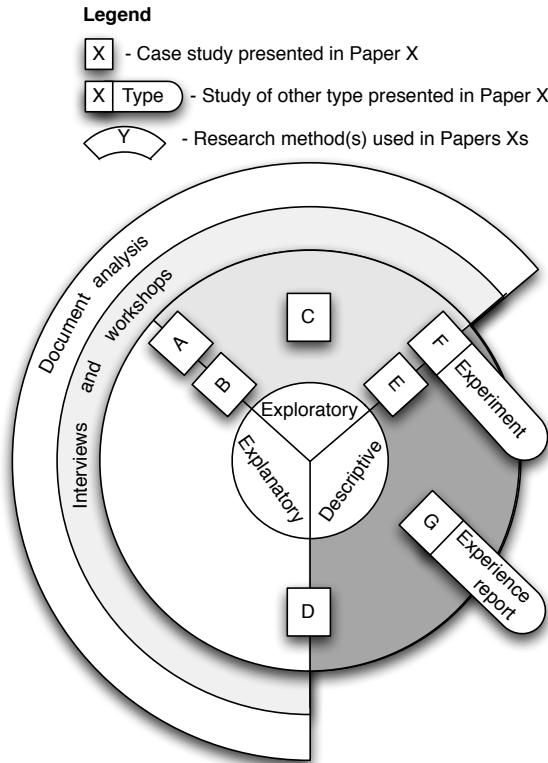 Legend
X - Case study presented in Paper X
X Type - Study of other type presented in Paper X
Y - Research method(s) used in Papers Xs
Document analysis
Interviews and workshops
A
B
C
E
F Experiment
Exploratory
Explanatory
Descriptive
G Experience
report
D